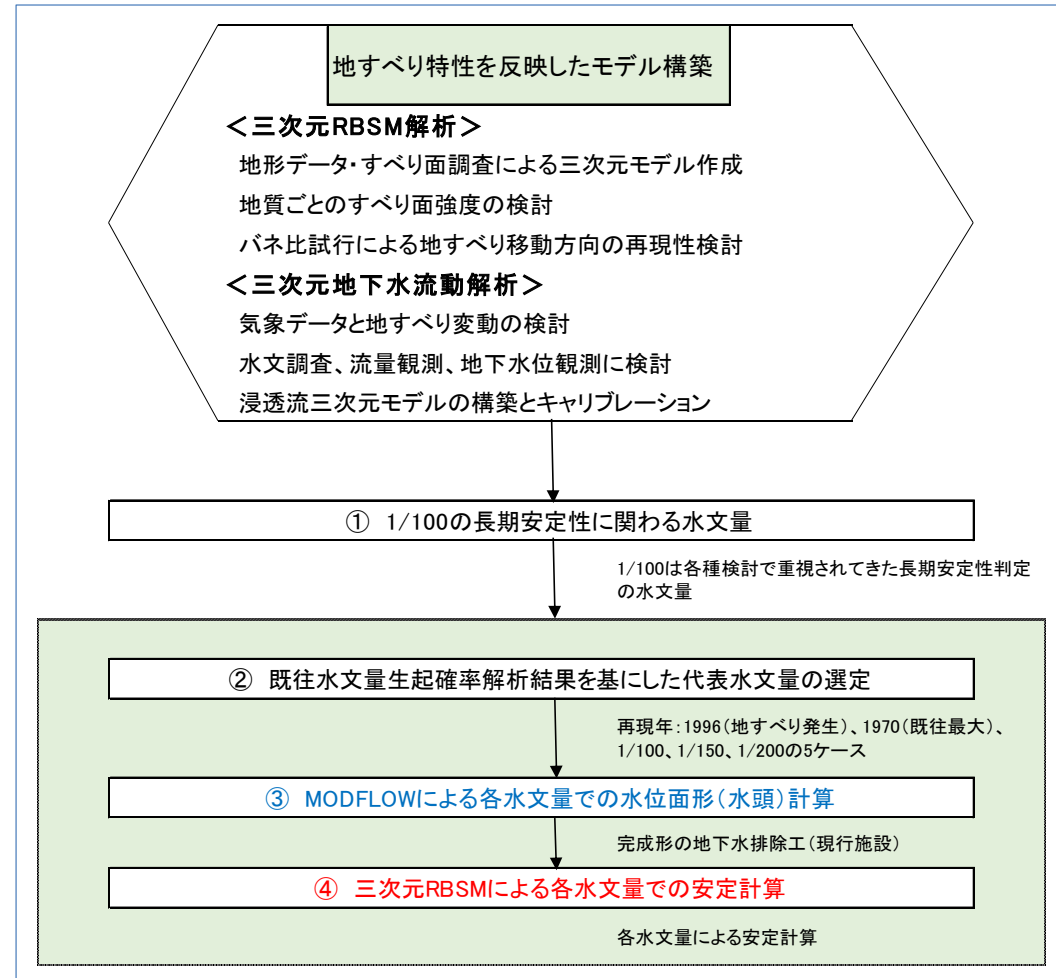 地すべり特性を反映したモデル構築
＜三次元RBSM解析＞
地形データ・すべり面調査による三次元モデル作成
地質ごとのすべり面強度の検討
バネ比試行による地すべり移動方向の再現性検討
＜三次元地下水流動解析＞
気象データと地すべり変動の検討
水文調査、流量観測、地下水位観測に検討
浸透流三次元モデルの構築とキャリブレーション
① 1/100の長期安定性に関わる水文量
1/100は各種検討で重視されてきた長期安定性判定
の水文量
② 既往水文量生起確率解析結果を基にした代表水文量の選定
再現年：1996（地すべり発生）、1970（既往最大）、
1/100、1/150、1/200の5ケース
③ MODFLOWによる各水文量での水位面形（水頭）計算
完成形の地下水排除工（現行施設）
④ 三次元RBSMによる各水文量での安定計算
各水文量による安定計算